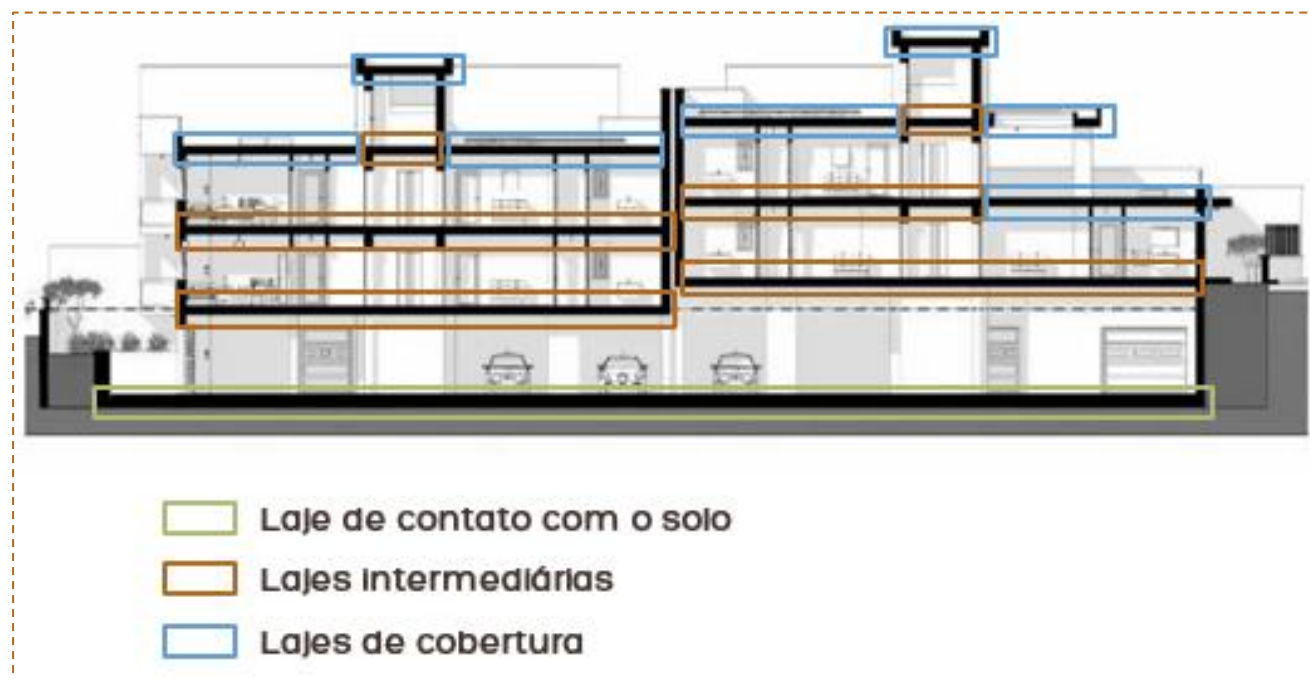 Laje de contato com o solo
Lajes intermediárias
Lajes de cobertura